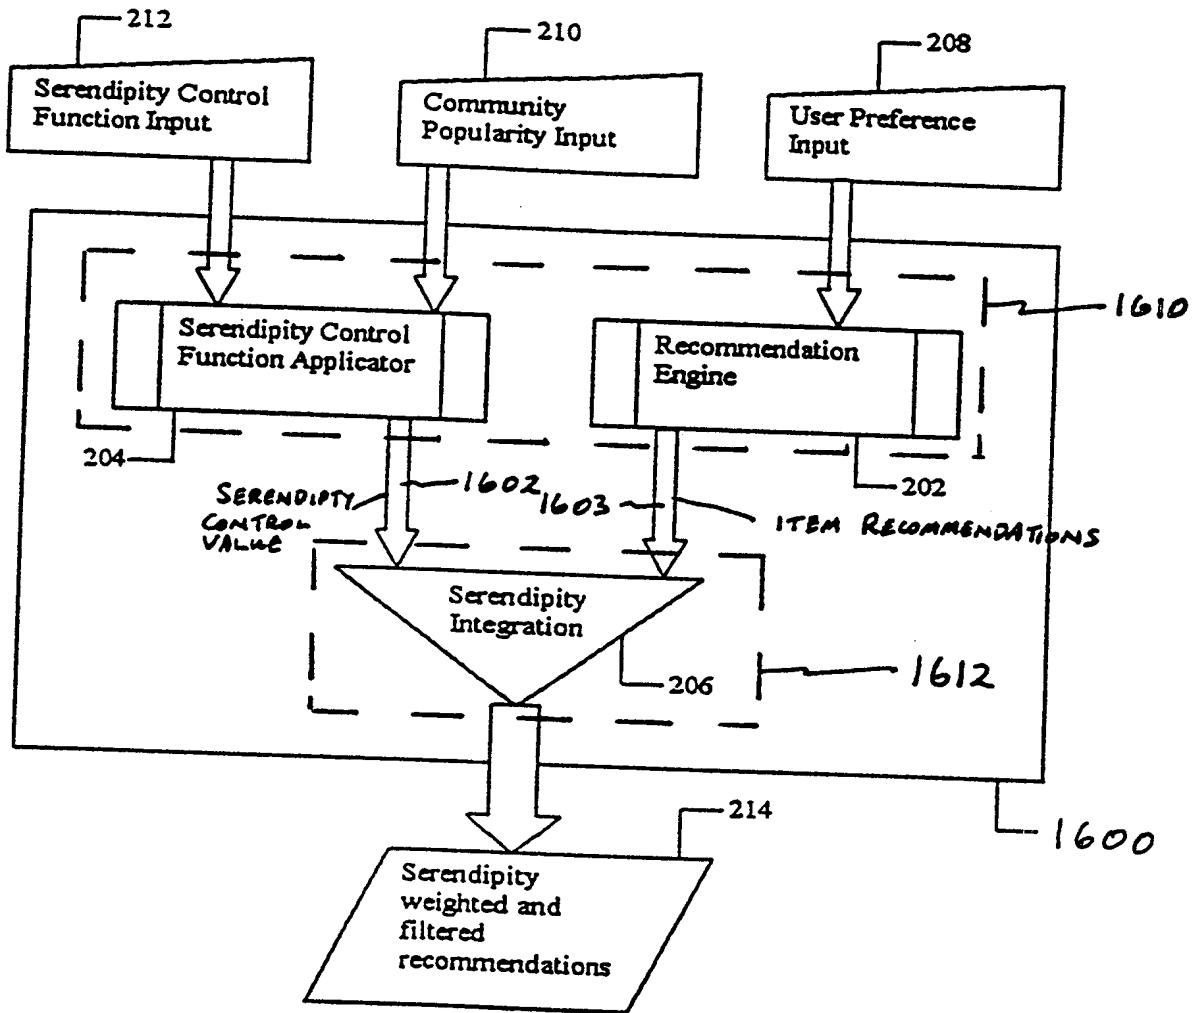 212
210
208
Serendipity Control
Function Input
Community
Popularity Input
User Preference
Input
1610
Serendipity Control
Function Applicator
Recommendation
Engine
204
1602
1603
202
SERENDIPTY
CONTROL
VALUE
ITEM RECOMMENDATIONS
Serendipity
Integration
206
1612
214
1600
Serendipity
weighted and
filtered
recommendations